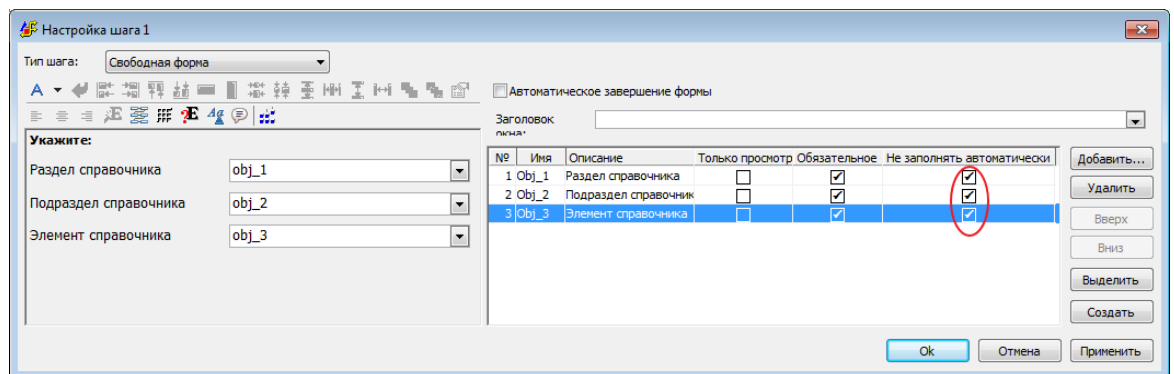 Настройка шага 1
Тип шага: Свободная форма
Автоматическое завершение формы
Заголовок окна:
Укажите:
Раздел справочника obj_1
Подраздел справочника obj_2
Элемент справочника obj_3
№ Имя Описание Только просмотр Обязательное Не заполнять автоматически
1 Obj_1 Раздел справочника
2 Obj_2 Подраздел справочник
3 Obj_3 Элемент справочника
Добавить...
Удалить
Вверх
Вниз
Выделить
Создать
Ok Отмена Применить